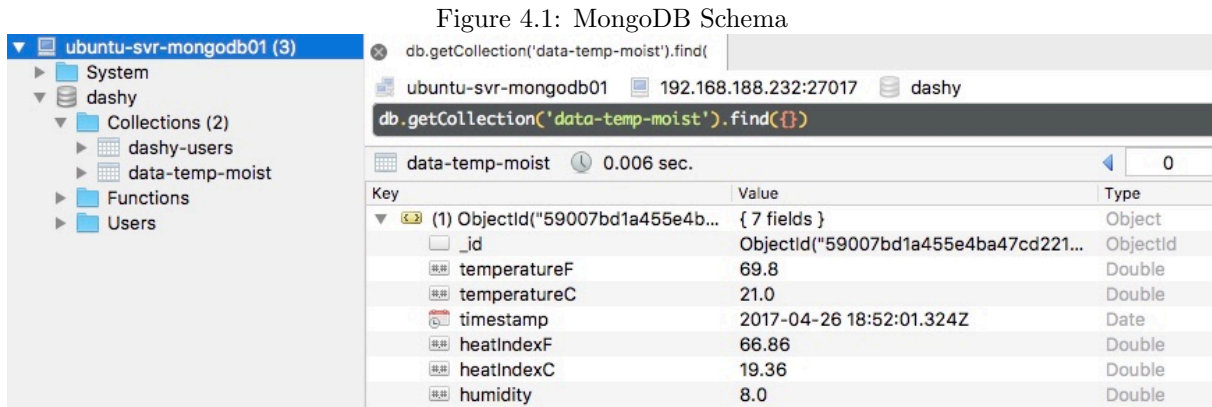 Figure 4.1: MongoDB Schema
ubuntu-svr-mongodb01 (3)
System
dashy
Collections (2)
dashy-users
data-temp-moist
Functions
Users
db.getCollection('data-temp-moist').find(
ubuntu-svr-mongodb01 192.168.188.232:27017 dashy
db.getCollection('data-temp-moist').find({})
data-temp-moist 0.006 sec. 0
Key Value Type
(1) ObjectId("59007bd1a455e4b... { 7 fields } Object
_id ObjectId("59007bd1a455e4ba47cd221... ObjectId
temperatureF 69.8 Double
temperatureC 21.0 Double
timestamp 2017-04-26 18:52:01.324Z Date
heatIndexF 66.86 Double
heatIndexC 19.36 Double
humidity 8.0 Double